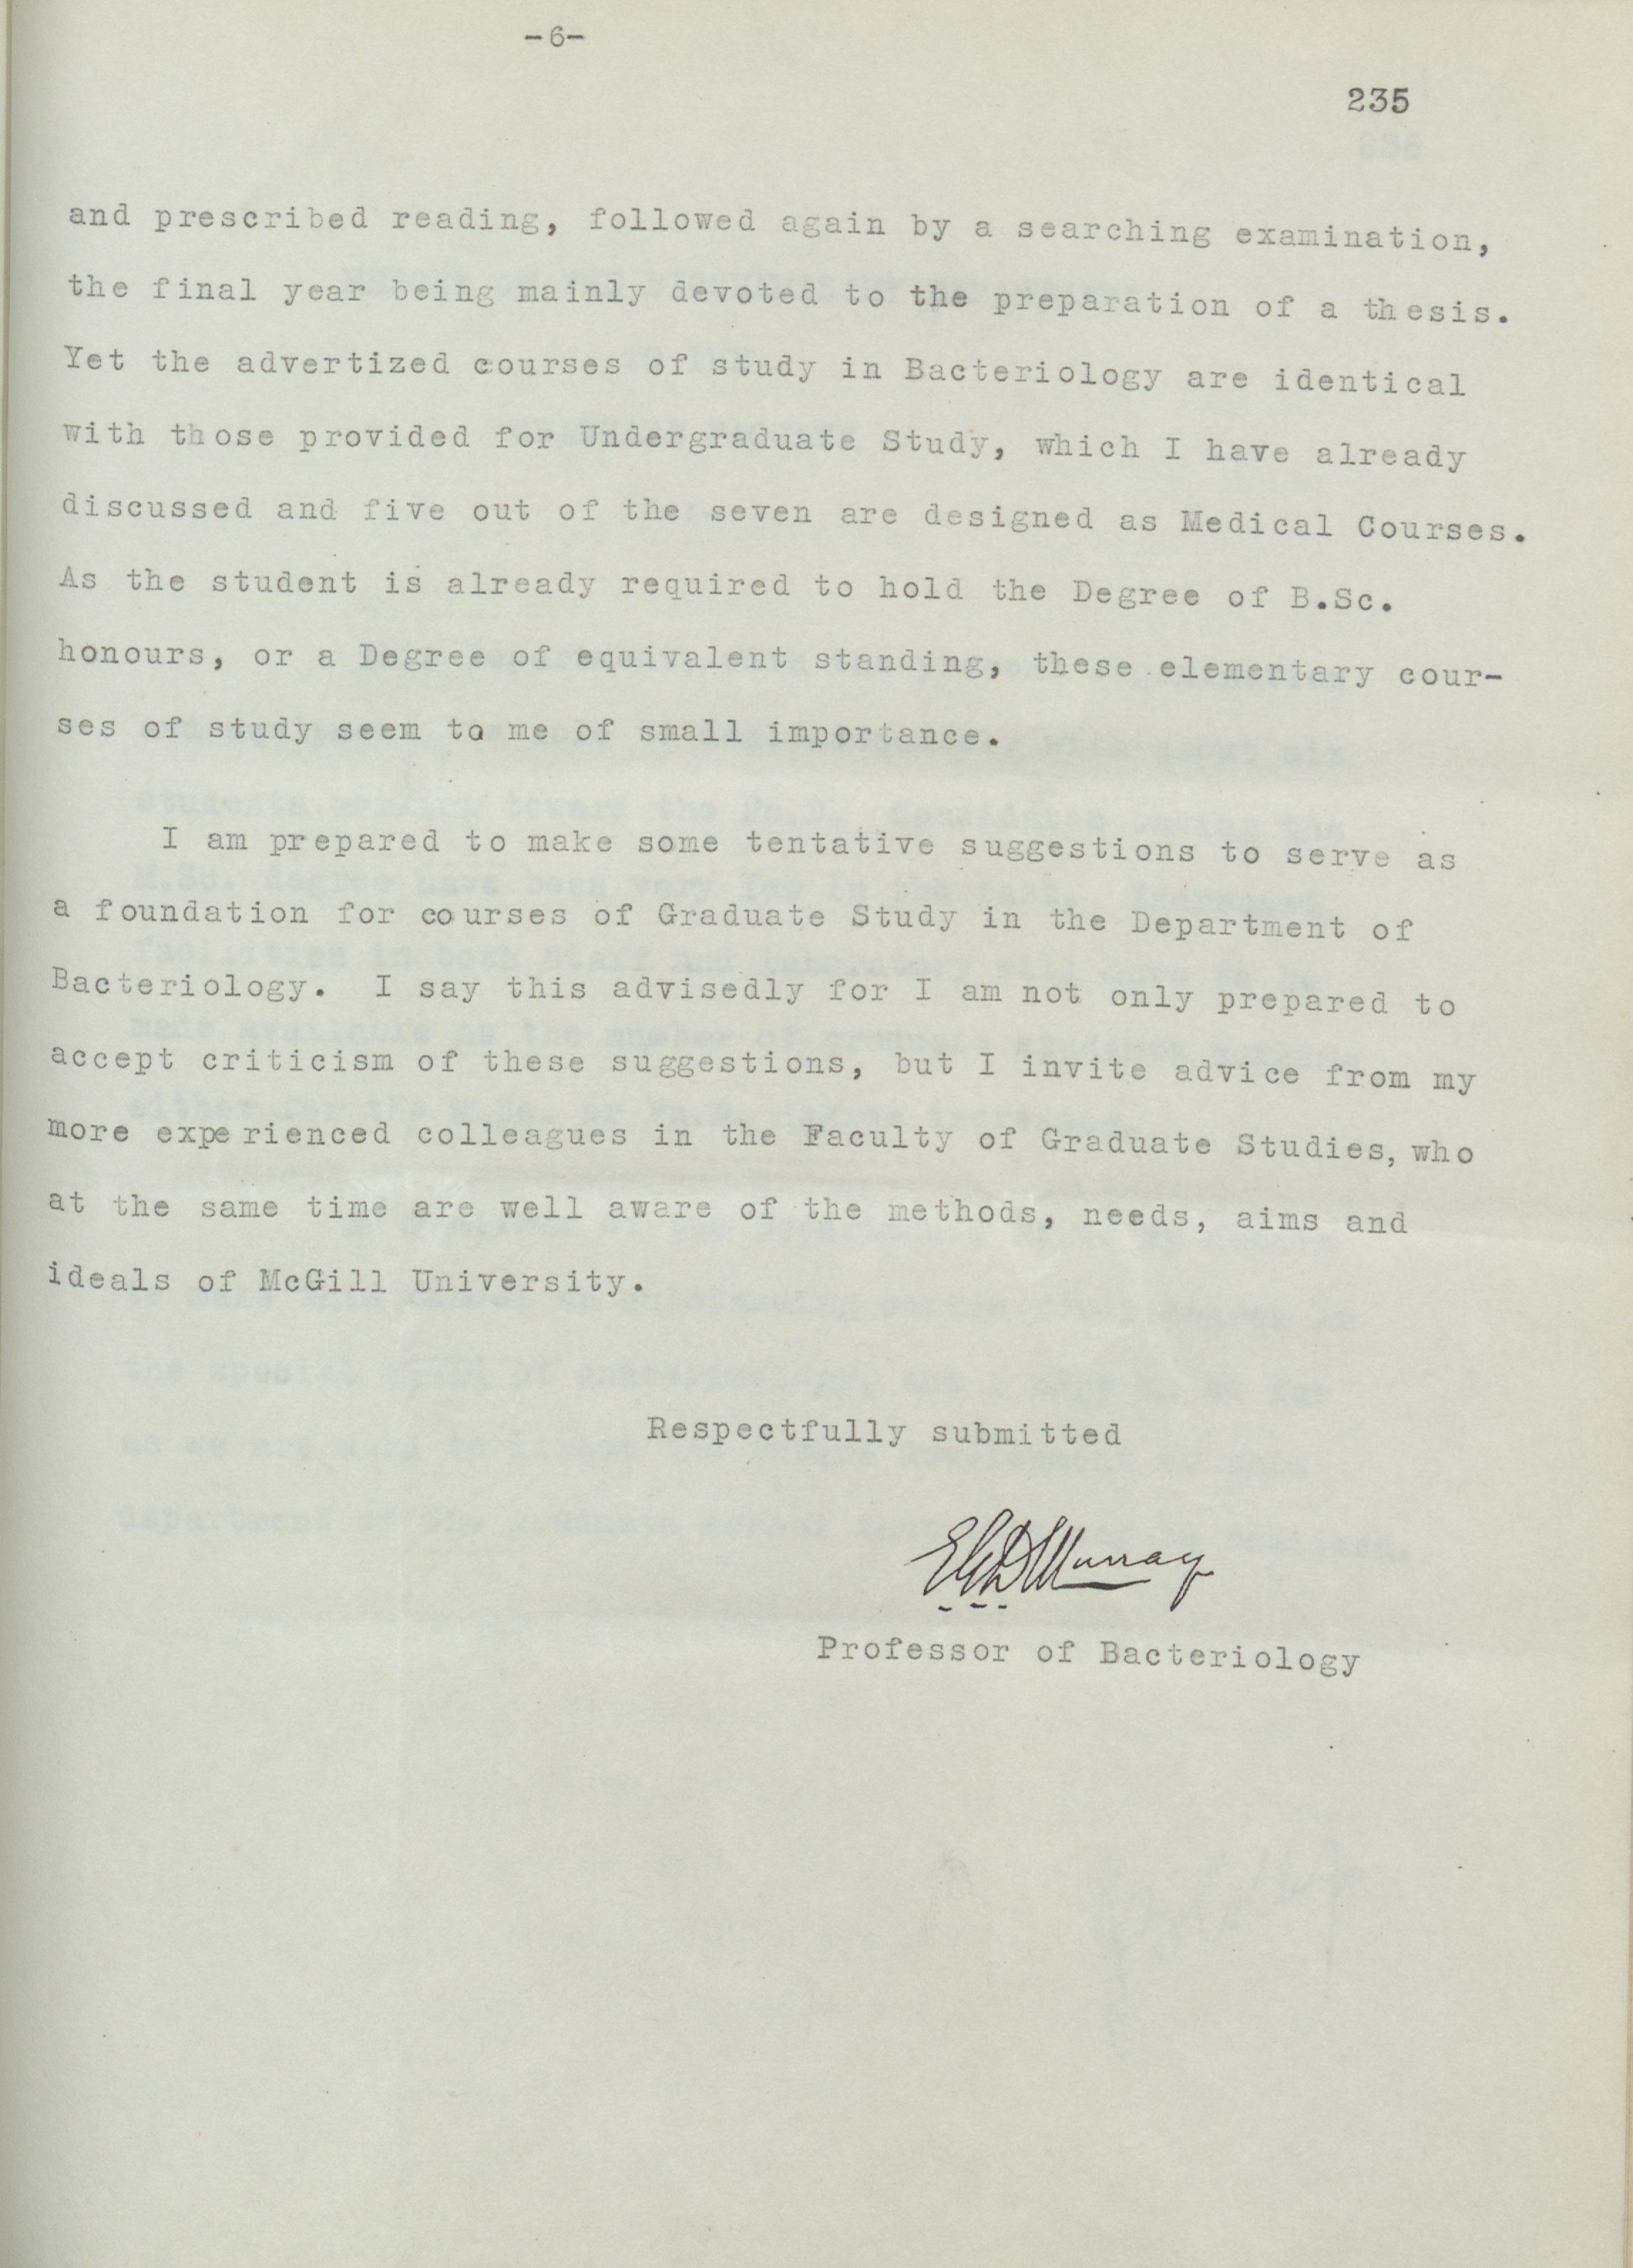 -6-
235
and prescribed reading, followed again by a searching examination,
the final year being mainly devoted to the preparation of a thesis.
Yet the advertized courses of study in Bacteriology are identical
with those provided for Undergraduate Study, which I have already
discussed and five out of the seven are designed as Medical Courses.
As the student is already required to hold the Degree of B.Sc.
honours, or a Degree of equivalent standing, these elementary cour-
ses of study seem to me of small importance.
I am prepared to make some tentative suggestions to serve as
a foundation for courses of Graduate Study in the Department of
Bacteriology. I say this advisedly for I am not only prepared to
accept criticism of these suggestions, but I invite advice from my
more experienced colleagues in the Faculty of Graduate Studies, who
at the same time are well aware of the methods, needs, aims and
ideals of McGill University.
Respectfully submitted
EGD Murray
Professor of Bacteriology